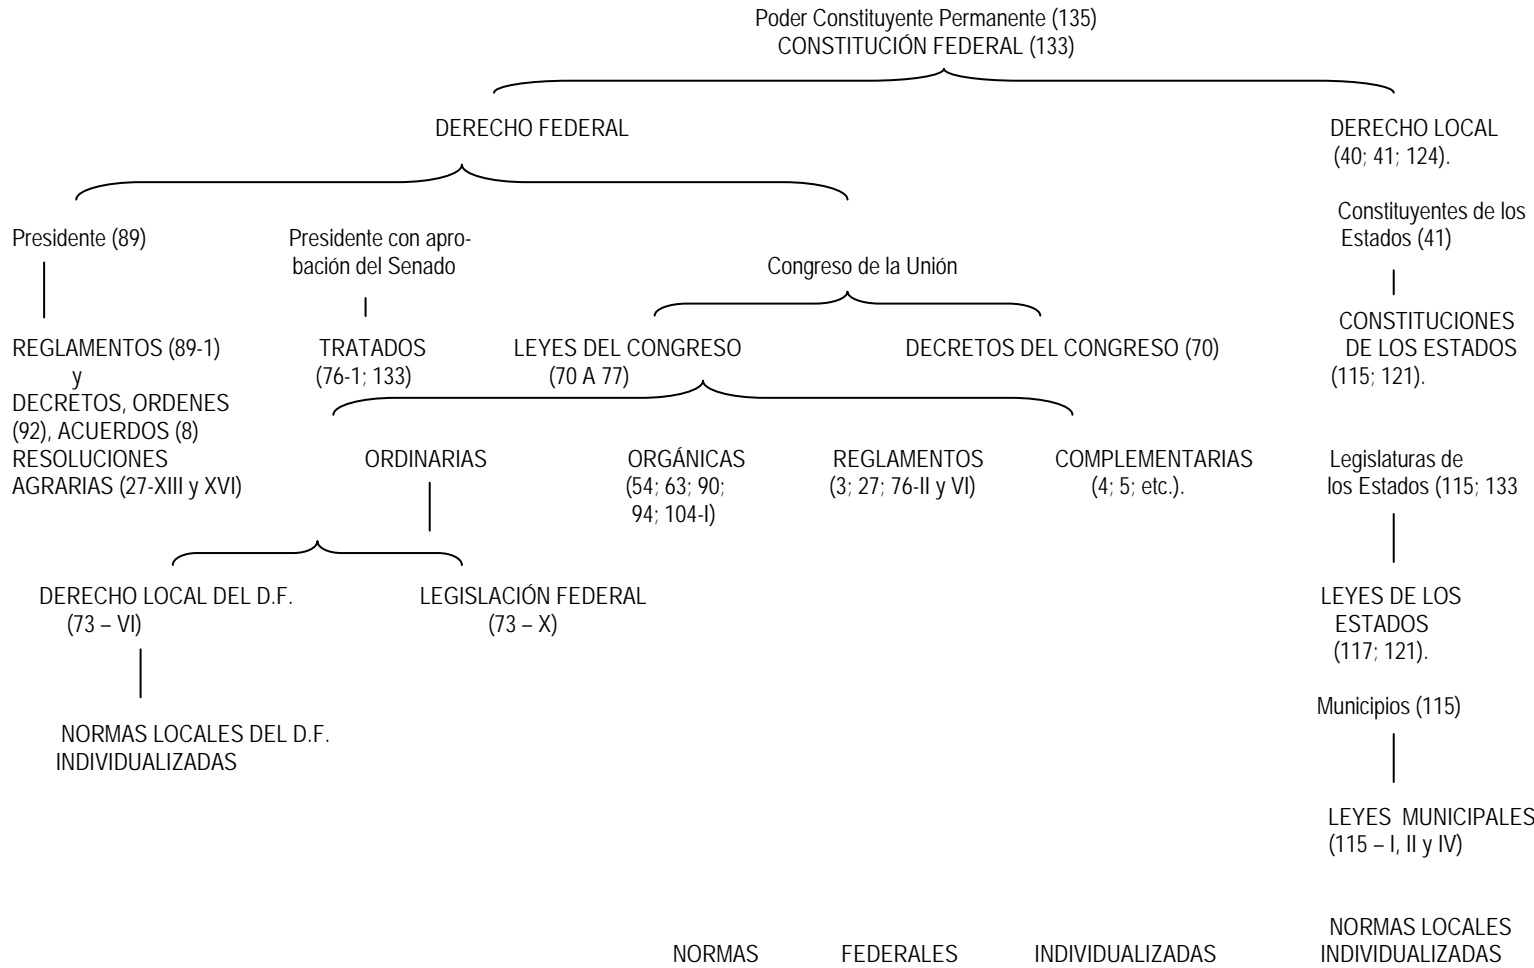 Poder Constituyente Permanente (135)
CONSTITUCIÓN FEDERAL (133)
DERECHO FEDERAL
DERECHO LOCAL
(40; 41; 124).
Presidente (89)
Presidente con apro-
bación del Senado
Congreso de la Unión
Constituyentes de los
Estados (41)
REGLAMENTOS (89-1)
y
DECRETOS, ORDENES
(92), ACUERDOS (8)
RESOLUCIONES
AGRARIAS (27-XIII y XVI)
TRATADOS
(76-1; 133)
LEYES DEL CONGRESO
(70 A 77)
DECRETOS DEL CONGRESO (70)
CONSTITUCIONES
DE LOS ESTADOS
(115; 121).
ORDINARIAS
ORGÁNICAS
(54; 63; 90;
94; 104-I)
REGLAMENTOS
(3; 27; 76-II y VI)
COMPLEMENTARIAS
(4; 5; etc.).
Legislaturas de
los Estados (115; 133
DERECHO LOCAL DEL D.F.
(73 – VI)
LEGISLACIÓN FEDERAL
(73 – X)
LEYES DE LOS
ESTADOS
(117; 121).
NORMAS LOCALES DEL D.F.
INDIVIDUALIZADAS
Municipios (115)
LEYES MUNICIPALES
(115 – I, II y IV)
NORMAS FEDERALES INDIVIDUALIZADAS
NORMAS LOCALES
INDIVIDUALIZADAS